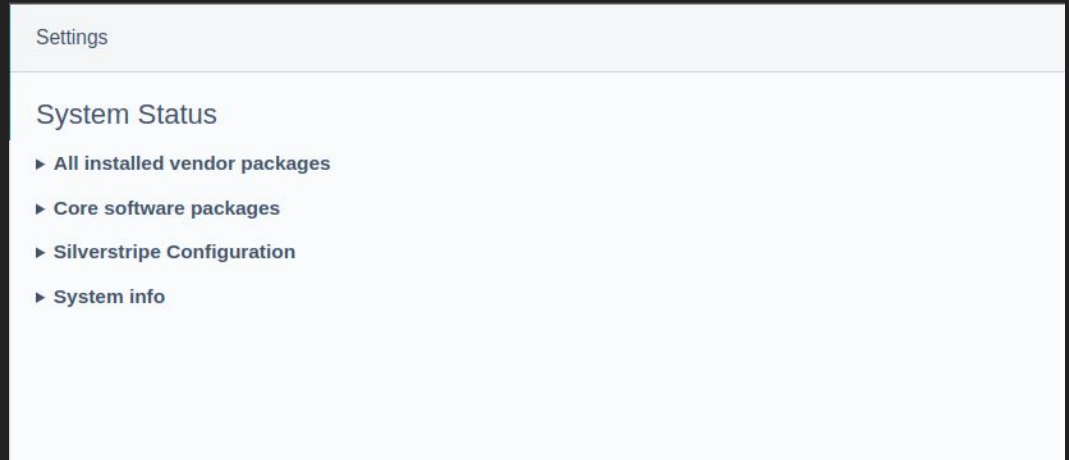 Settings
System Status
All installed vendor packages
Core software packages
Silverstripe Configuration
System info